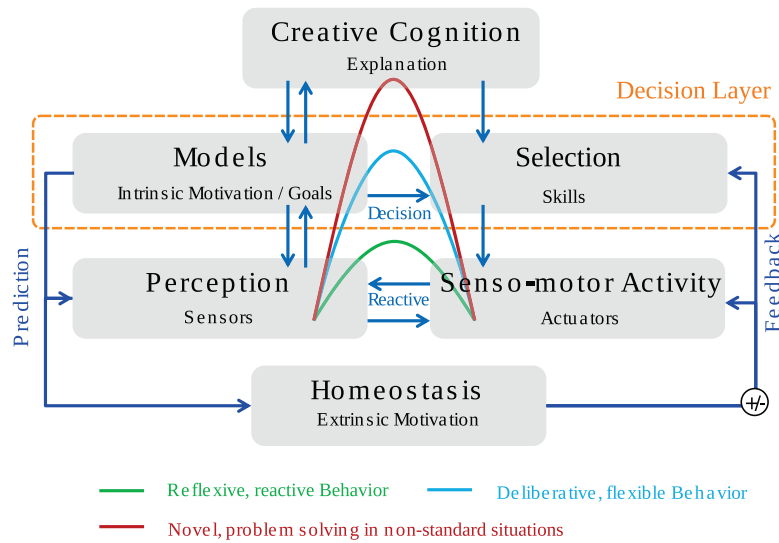 Creative Cognition
Explanation
Decision Layer
Models
Intrinsic Motivation / Goals
Selection
Skills
Decision
Prediction
Perception
Sensors
Reactive
Senso-motor Activity
Actuators
Feedback
Homeostasis
Extrinsic Motivation
+/-
Reflexive, reactive Behavior
Deliberative, flexible Behavior
Novel, problem solving in non-standard situations